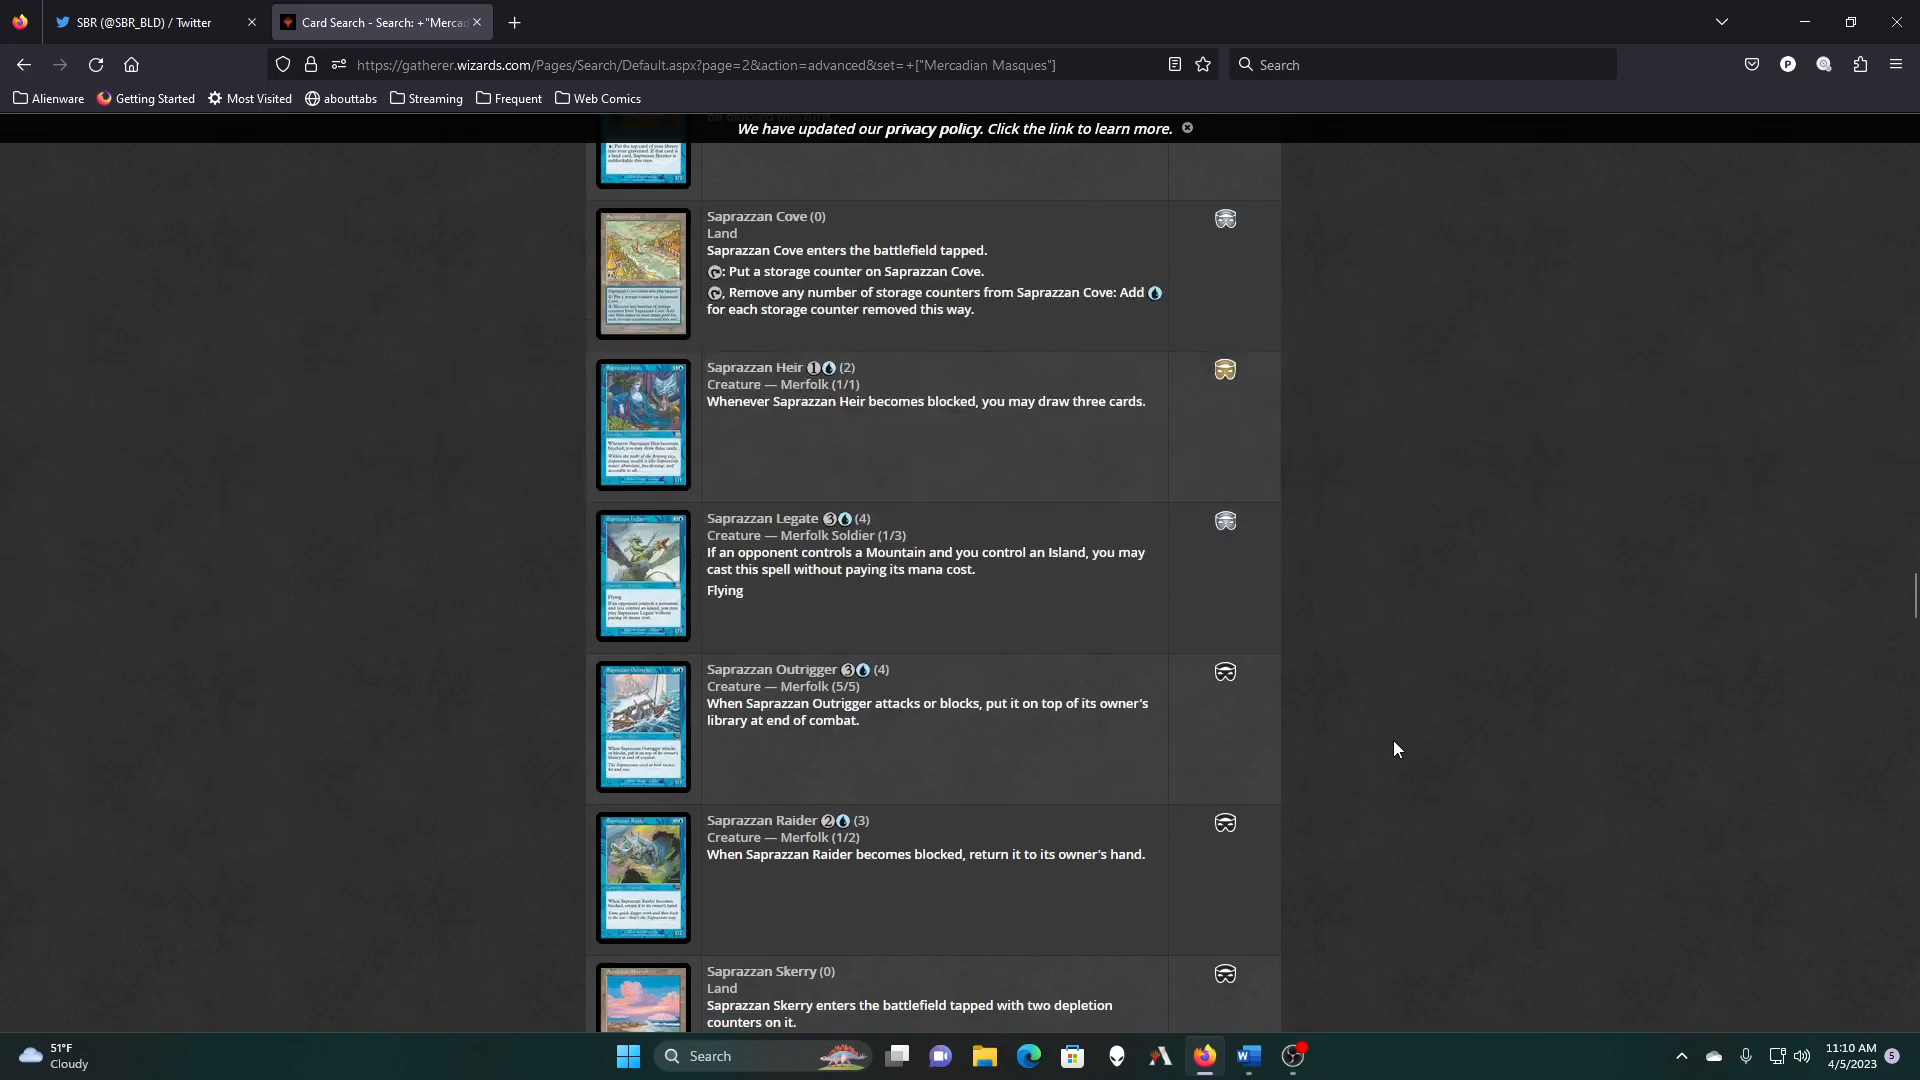 SBR (@SBR_BLD) / Twitter
Card Search - Search: +"Mercad
https://gatherer.wizards.com/Pages/Search/Default.aspx?page=2&action=advanced&set=+["Mercadian Masques"]
Search
Alienware
Getting Started
Most Visited
abouttabs
Streaming
Frequent
Web Comics
We have updated our privacy policy. Click the link to learn more.
Saprazzan Cove (0)
Land
Saprazzan Cove enters the battlefield tapped.
: Put a storage counter on Saprazzan Cove.
, Remove any number of storage counters from Saprazzan Cove: Add
for each storage counter removed this way.
Saprazzan Heir 1 (2)
Creature — Merfolk (1/1)
Whenever Saprazzan Heir becomes blocked, you may draw three cards.
Saprazzan Legate 3 (4)
Creature — Merfolk Soldier (1/3)
If an opponent controls a Mountain and you control an Island, you may
cast this spell without paying its mana cost.
Flying
Saprazzan Outrigger 3 (4)
Creature — Merfolk (5/5)
When Saprazzan Outrigger attacks or blocks, put it on top of its owner's
library at end of combat.
Saprazzan Raider 2 (3)
Creature — Merfolk (1/2)
When Saprazzan Raider becomes blocked, return it to its owner's hand.
Saprazzan Skerry (0)
Land
Saprazzan Skerry enters the battlefield tapped with two depletion
counters on it.
51°F
Cloudy
Search
11:10 AM
4/5/2023
5